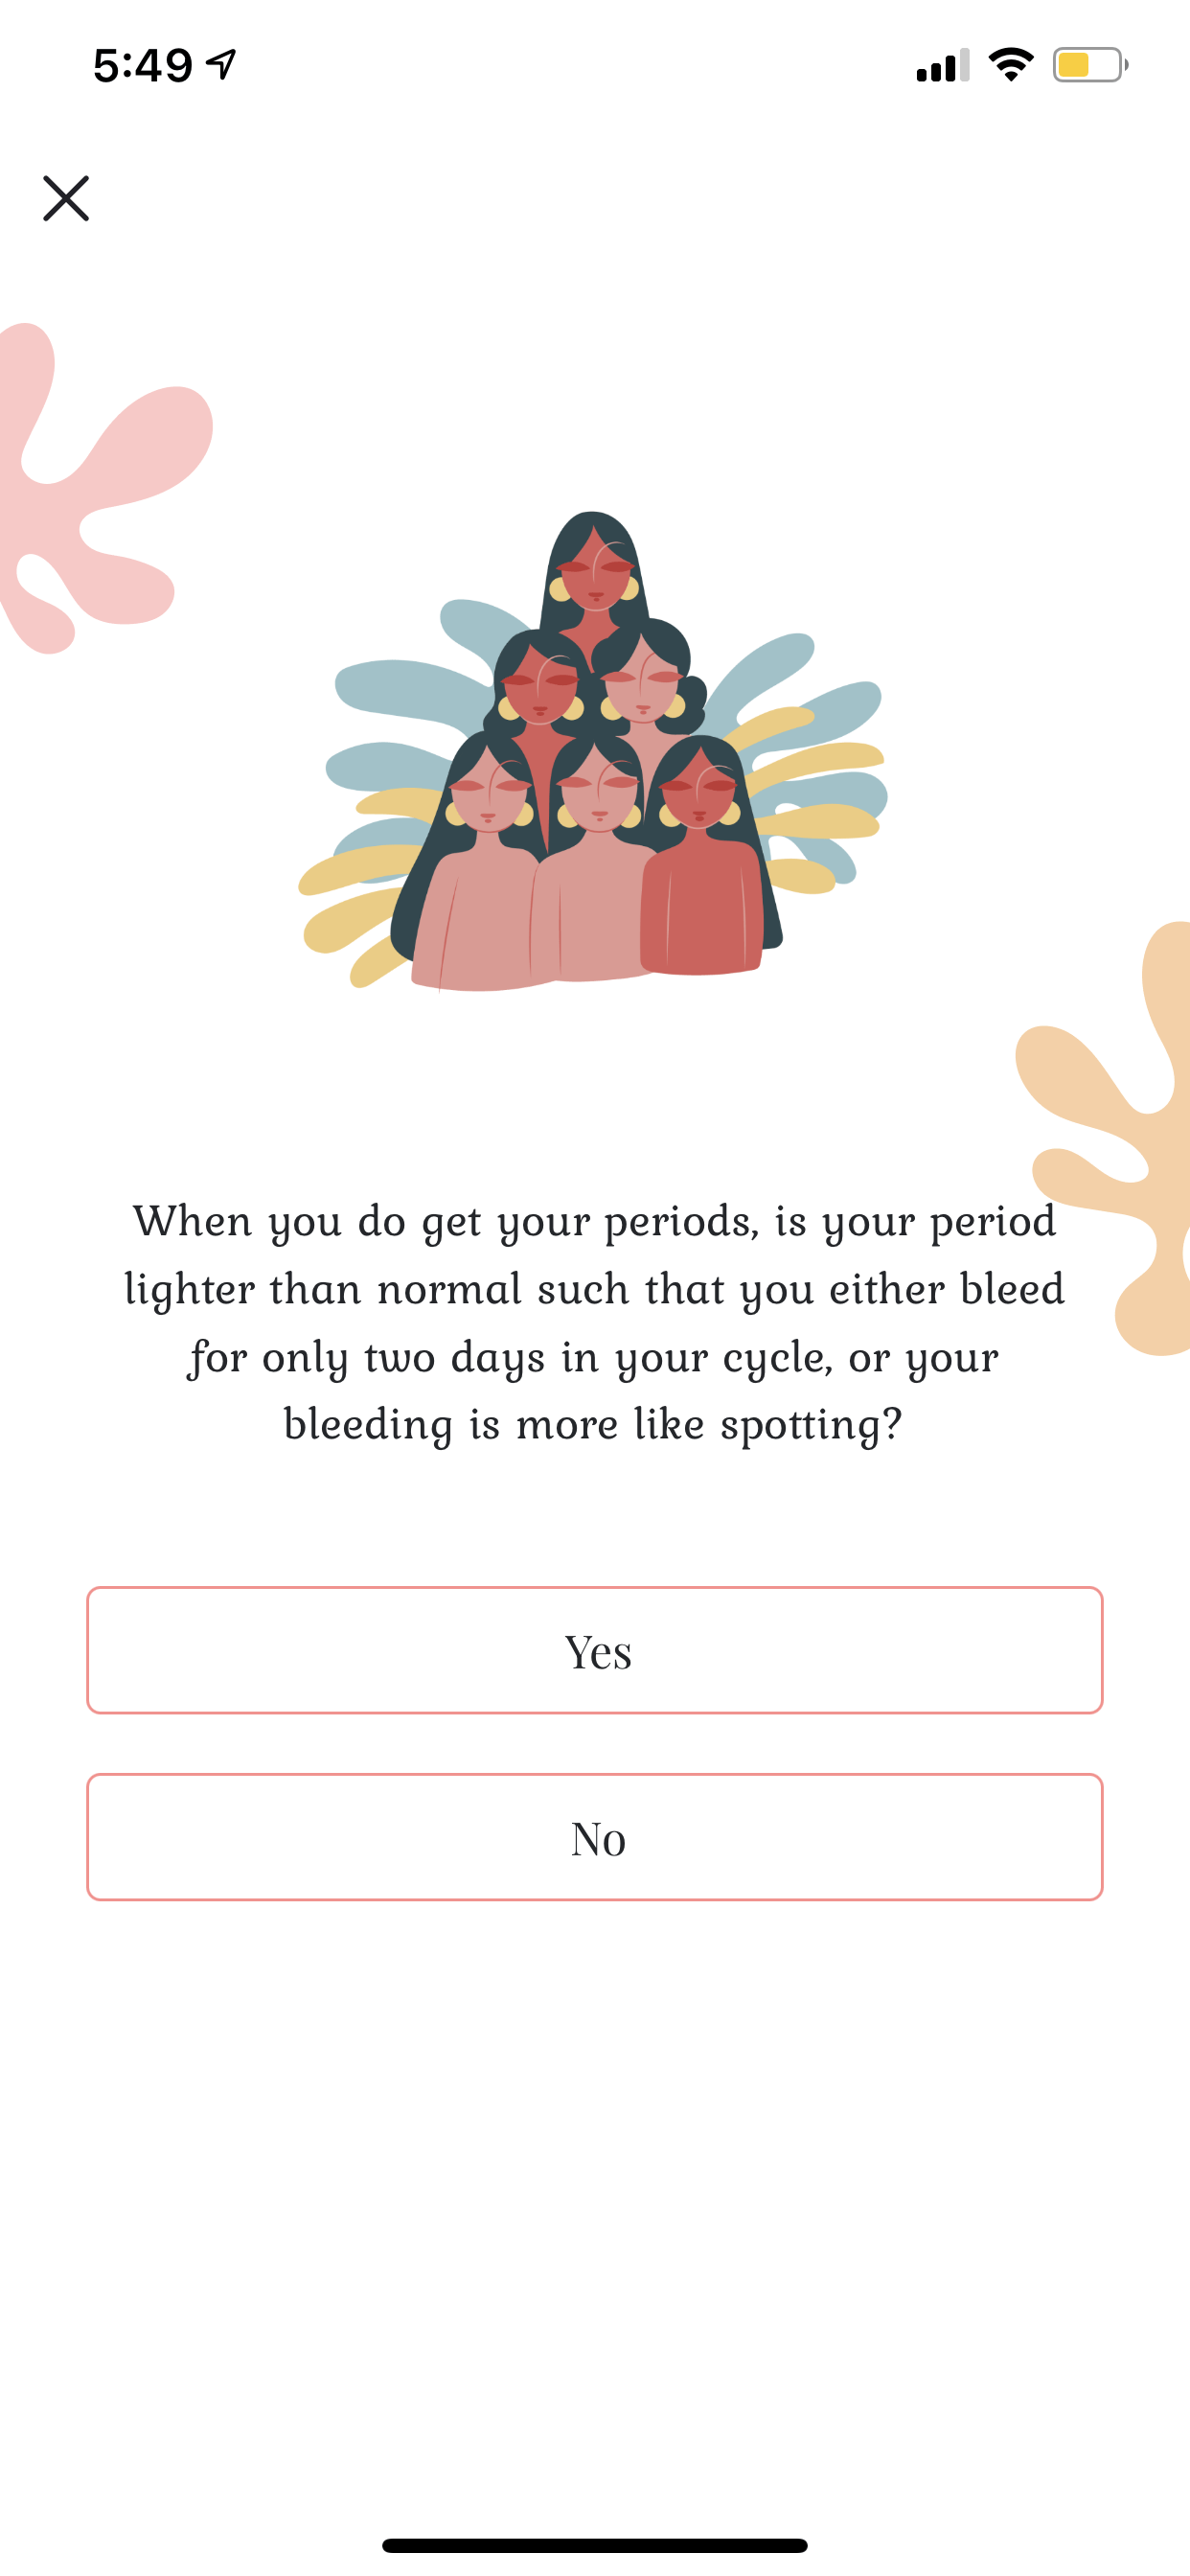 5:49
When you do get your periods, is your period
lighter than normal such that you either bleed
for only two days in your cycle, or your
bleeding is more like spotting?
Yes
No